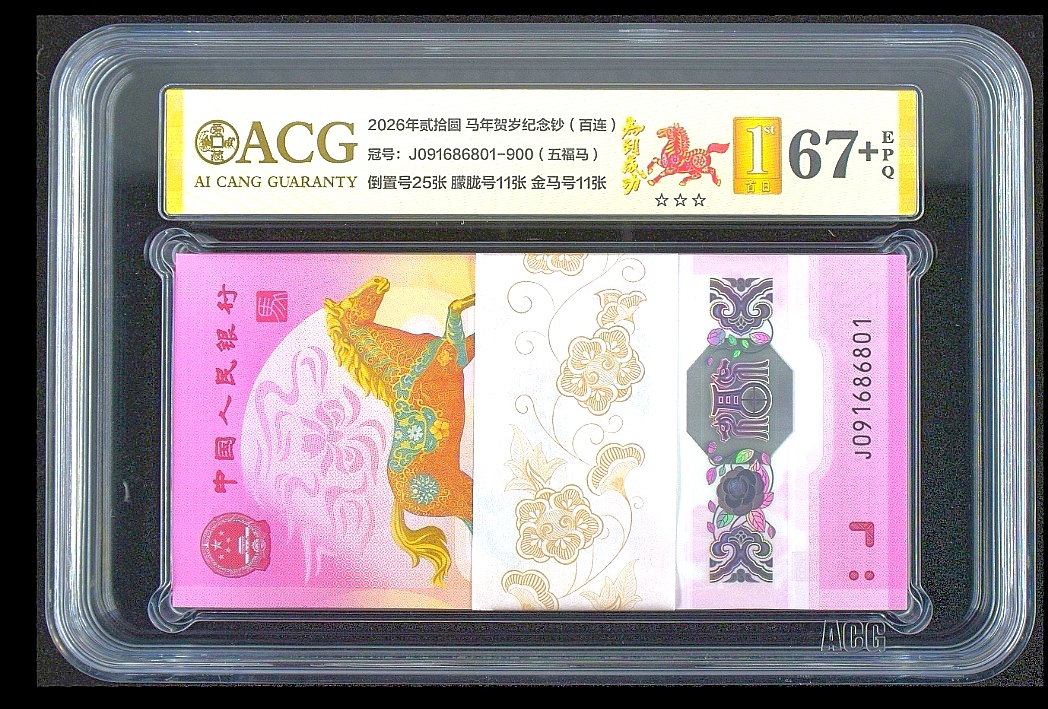 ACG
AI CANG GUARANTY
2026年贰拾圆 马年贺岁纪念钞（百连）
冠号：J091686801-900（五福马）
倒置号25张 朦胧号11张 金马号11张
马到成功
☆☆☆
1st
百日
67+
EPQ
中国人民银行
J091686801
ACG